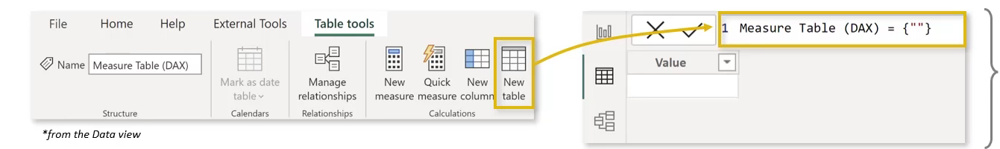 File Home Help External Tools Table tools
Name Measure Table (DAX)
Mark as date
table
Manage
relationships
New
measure
Quick
measure
New
column
New
table
Structure Calendars Relationships Calculations
*from the Data view
1 Measure Table (DAX) = {""}
Value